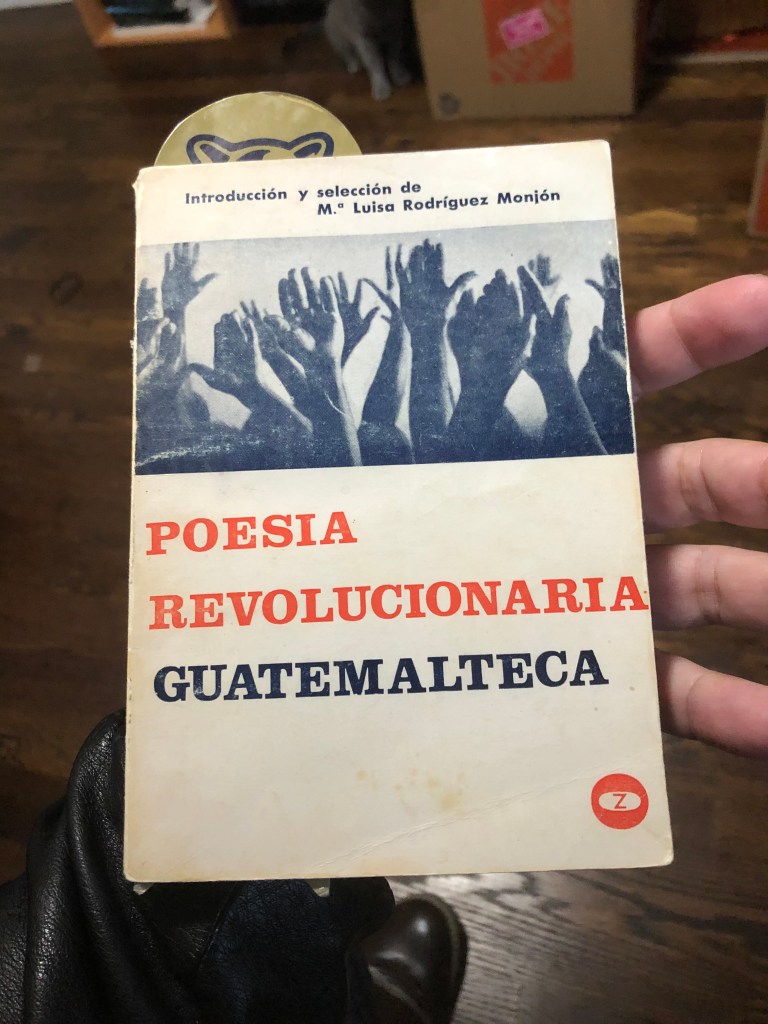 Introducción y selección de
M.ª Luisa Rodríguez Monjón
POESIA
REVOLUCIONARIA
GUATEMALTECA
Z